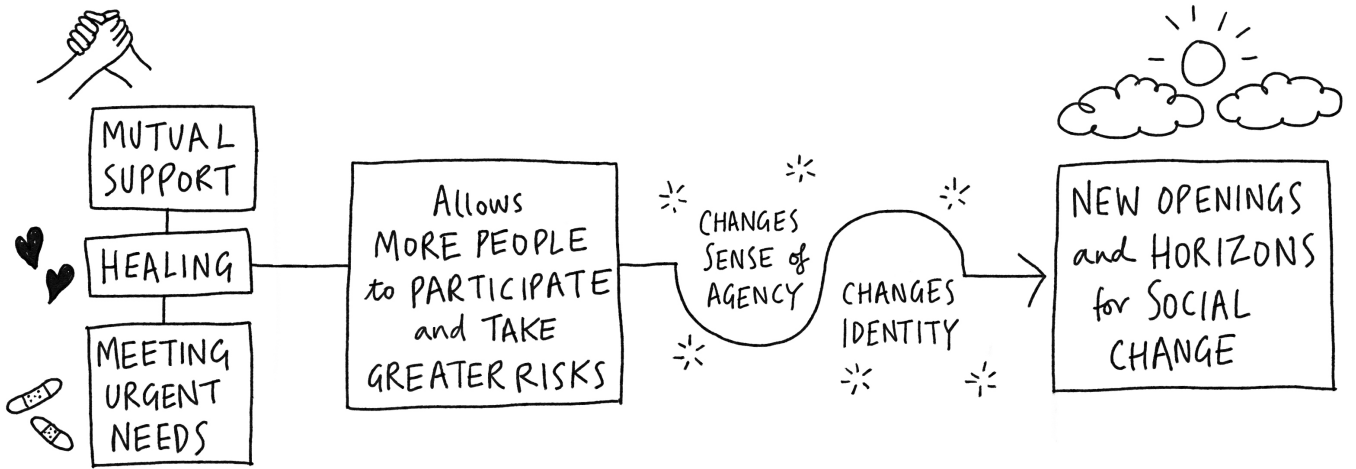 MUTUAL
SUPPORT
HEALING
MEETING
URGENT
NEEDS
Allows
MORE PEOPLE
to PARTICIPATE
and TAKE
GREATER RISKS
CHANGES
SENSE of
AGENCY
CHANGES
IDENTITY
NEW OPENINGS
and HORIZONS
for SOCIAL
CHANGE